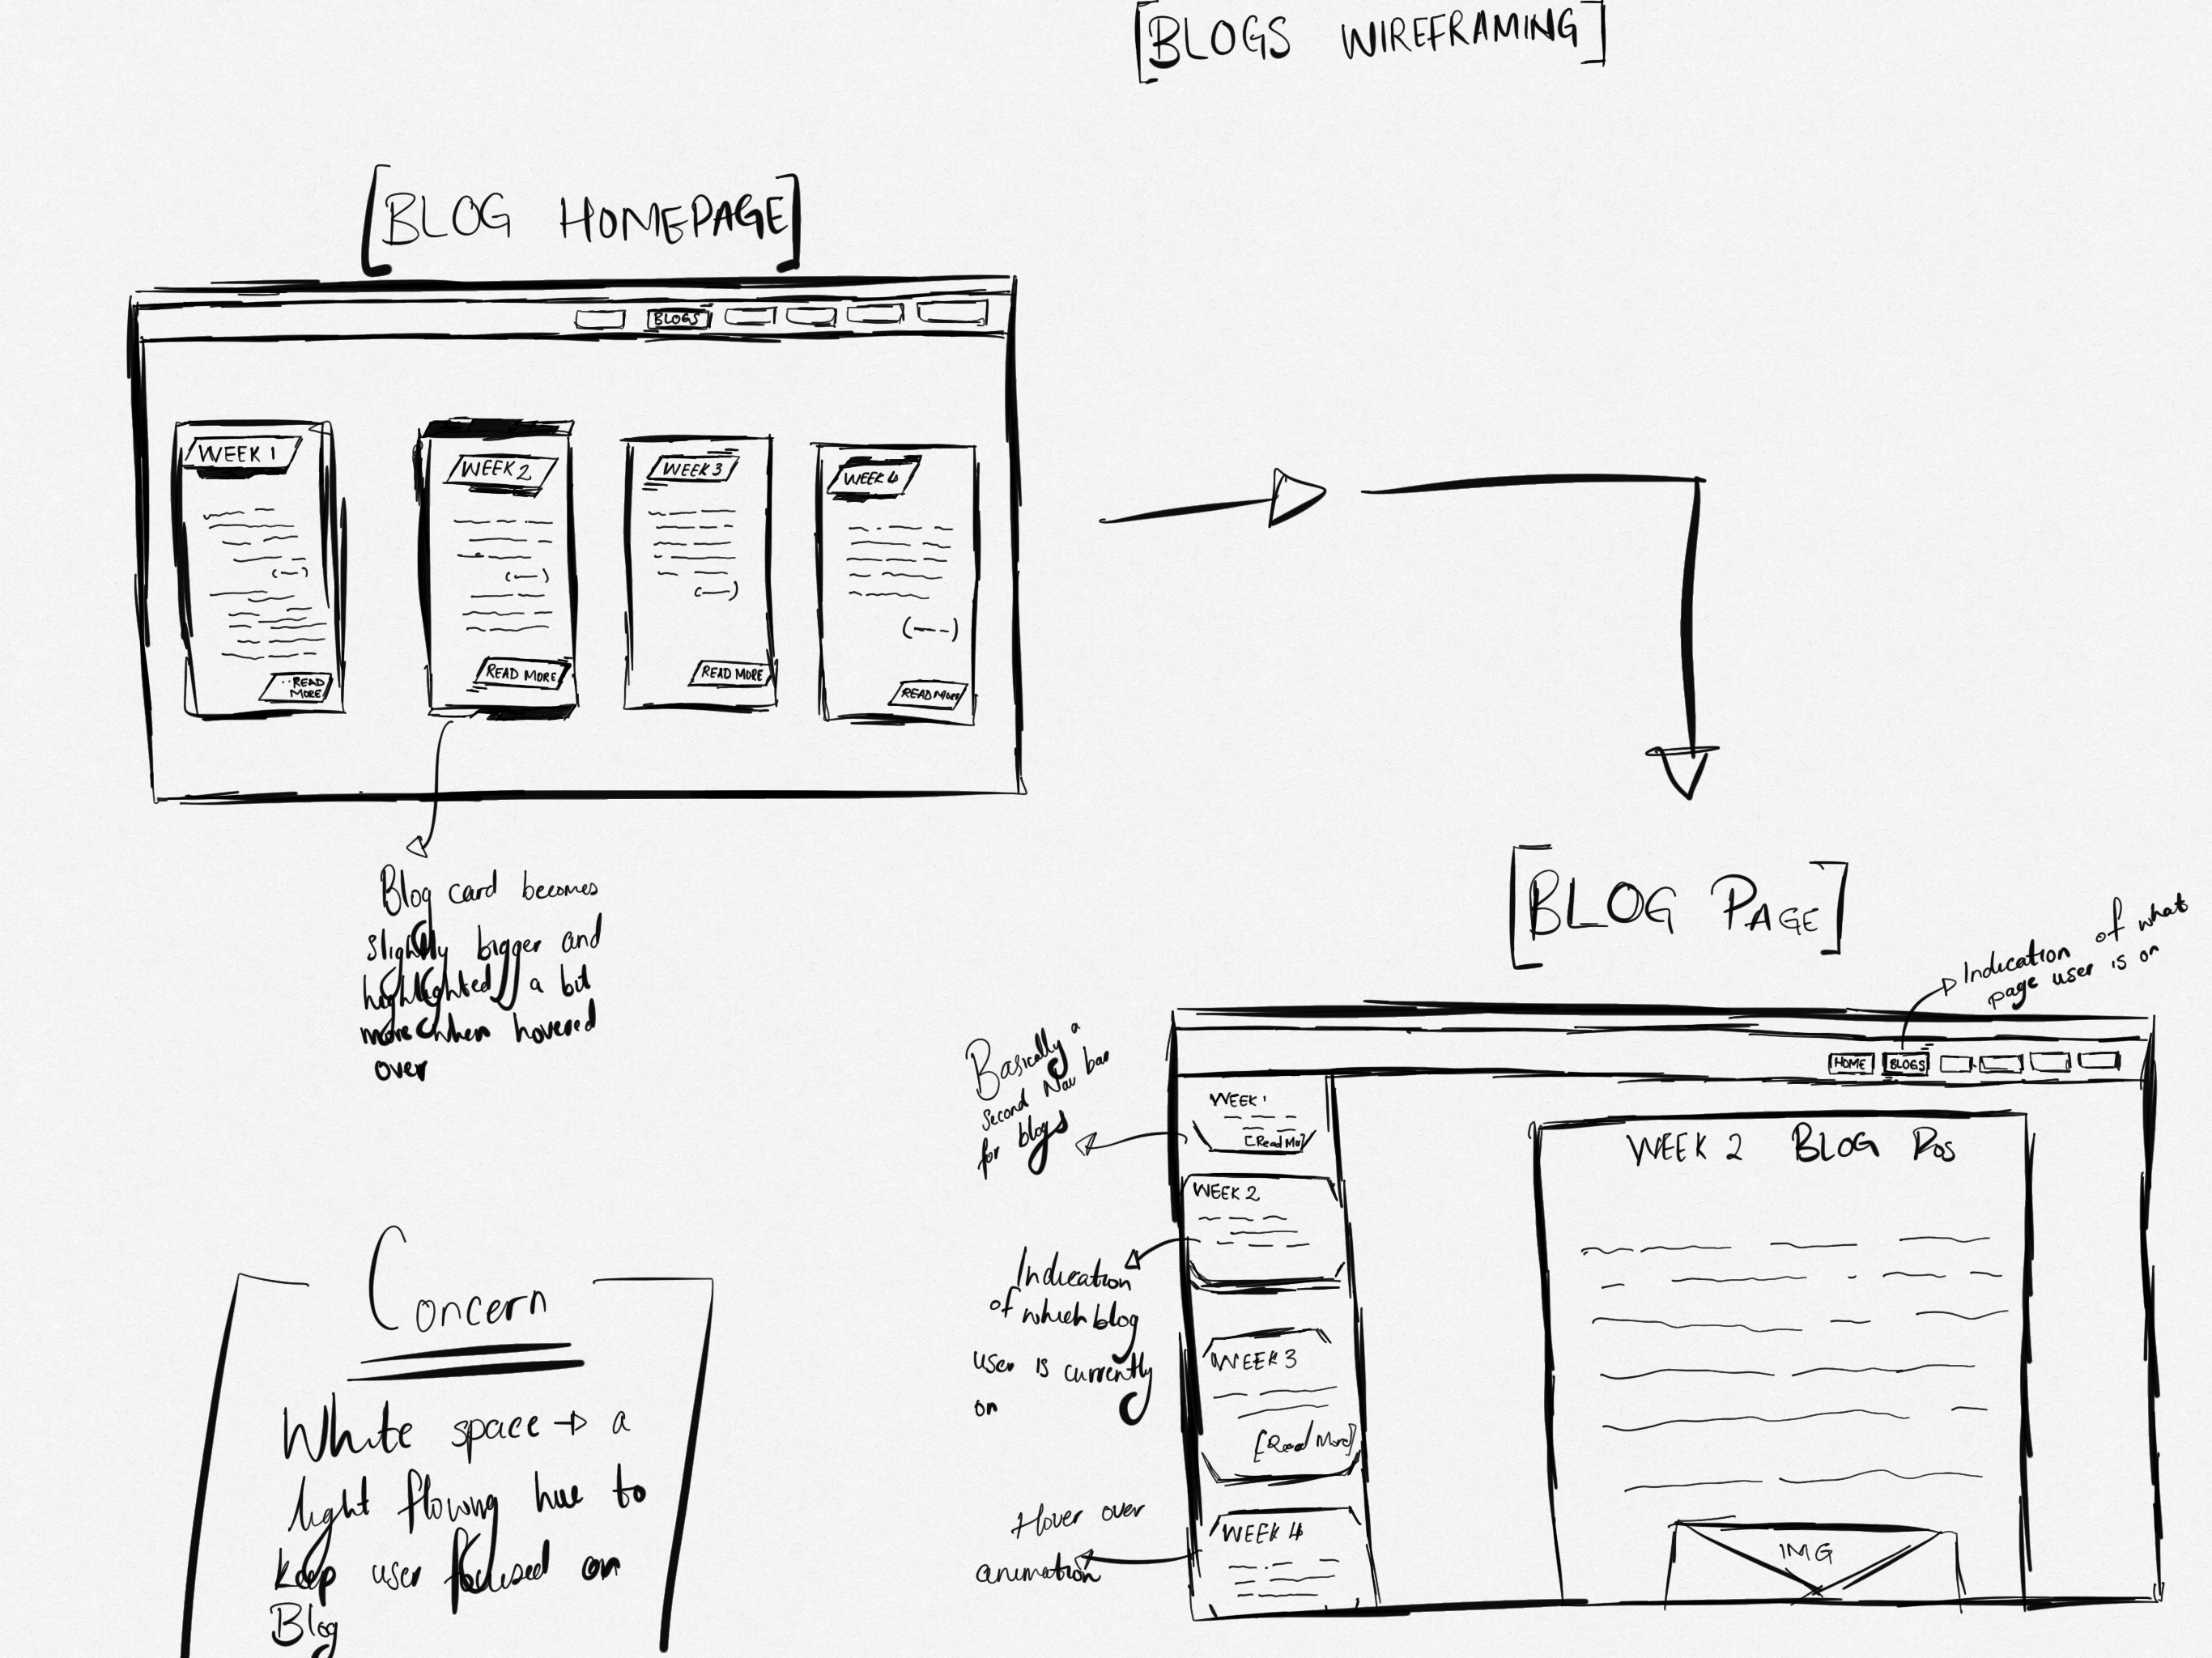 [BLOGS WIREFRAMING]
[BLOG HOMEPAGE]
BLOGS
WEEK 1
READ
MORE
WEEK 2
READ MORE
WEEK 3
READ MORE
WEEK 4
READ MORE
Blog card becomes
slightly bigger and
highlighted a bit
more when hovered
over
[BLOG PAGE]
Indication of what
page user is on
HOME
BLOGS
Basically a
second Nav bar
for blogs
WEEK 1
[Read Mo]
WEEK 2
Indication
of which blog
user is currently
on
WEEK 3
[Read More]
Hover over
animation
WEEK 4
WEEK 2 BLOG POS
IMG
Concern
White space → a
light flowing hue to
keep user focused on
Blog